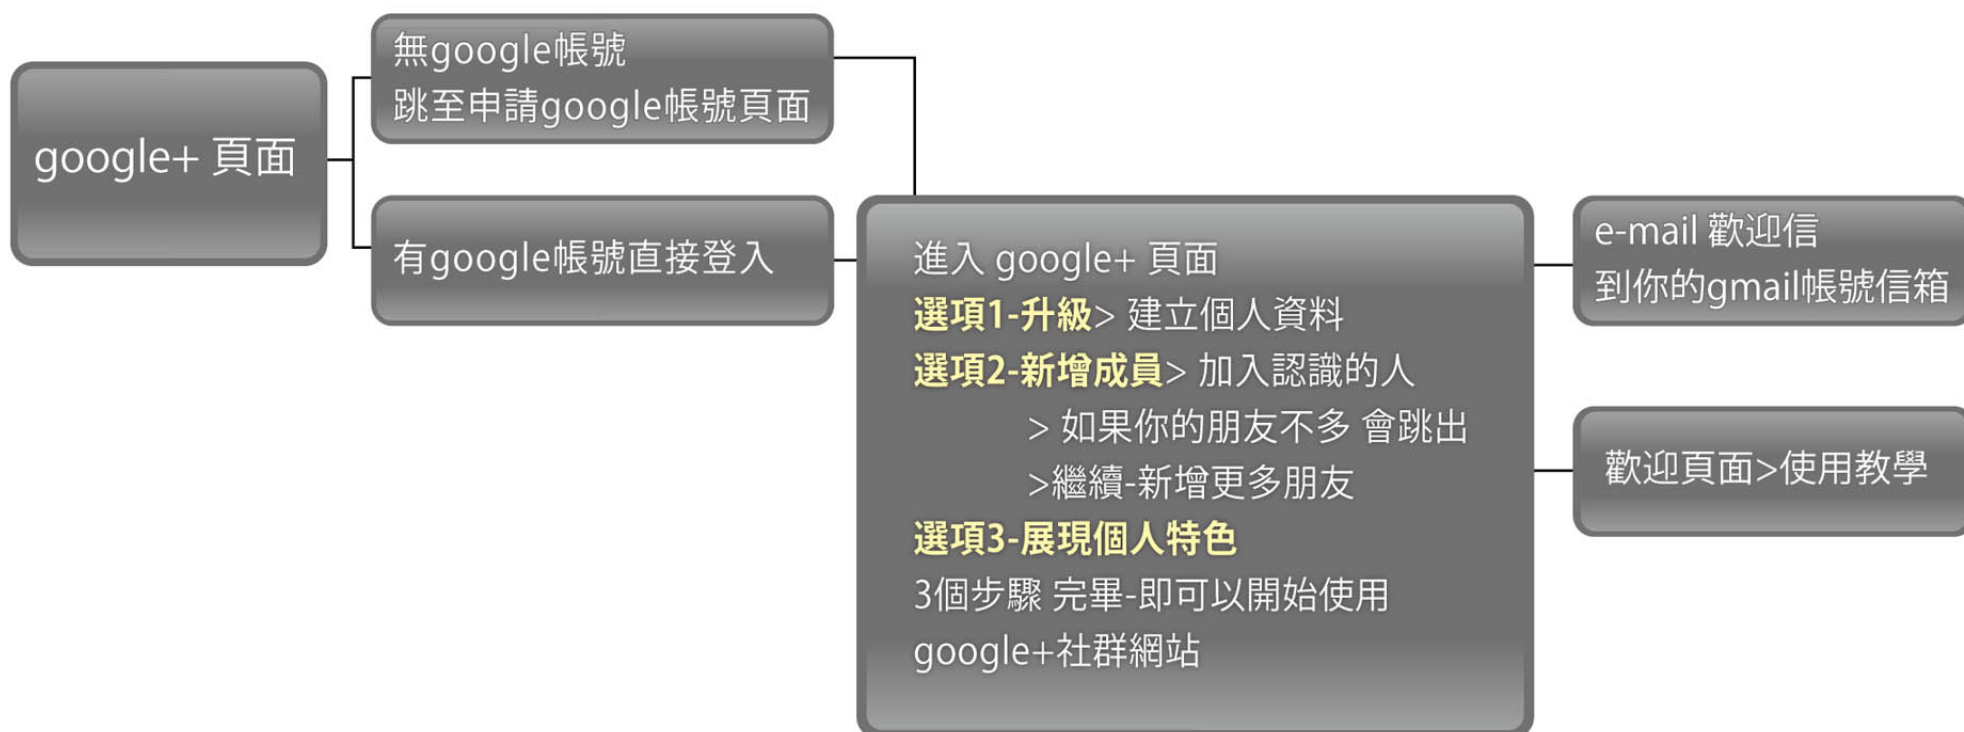 google+ 頁面
無google帳號
跳至申請google帳號頁面
有google帳號直接登入
進入 google+ 頁面
選項1-升級> 建立個人資料
選項2-新增成員> 加入認識的人
> 如果你的朋友不多 會跳出
>繼續-新增更多朋友
選項3-展現個人特色
3個步驟 完畢-即可以開始使用
google+社群網站
e-mail 歡迎信
到你的gmail帳號信箱
歡迎頁面>使用教學